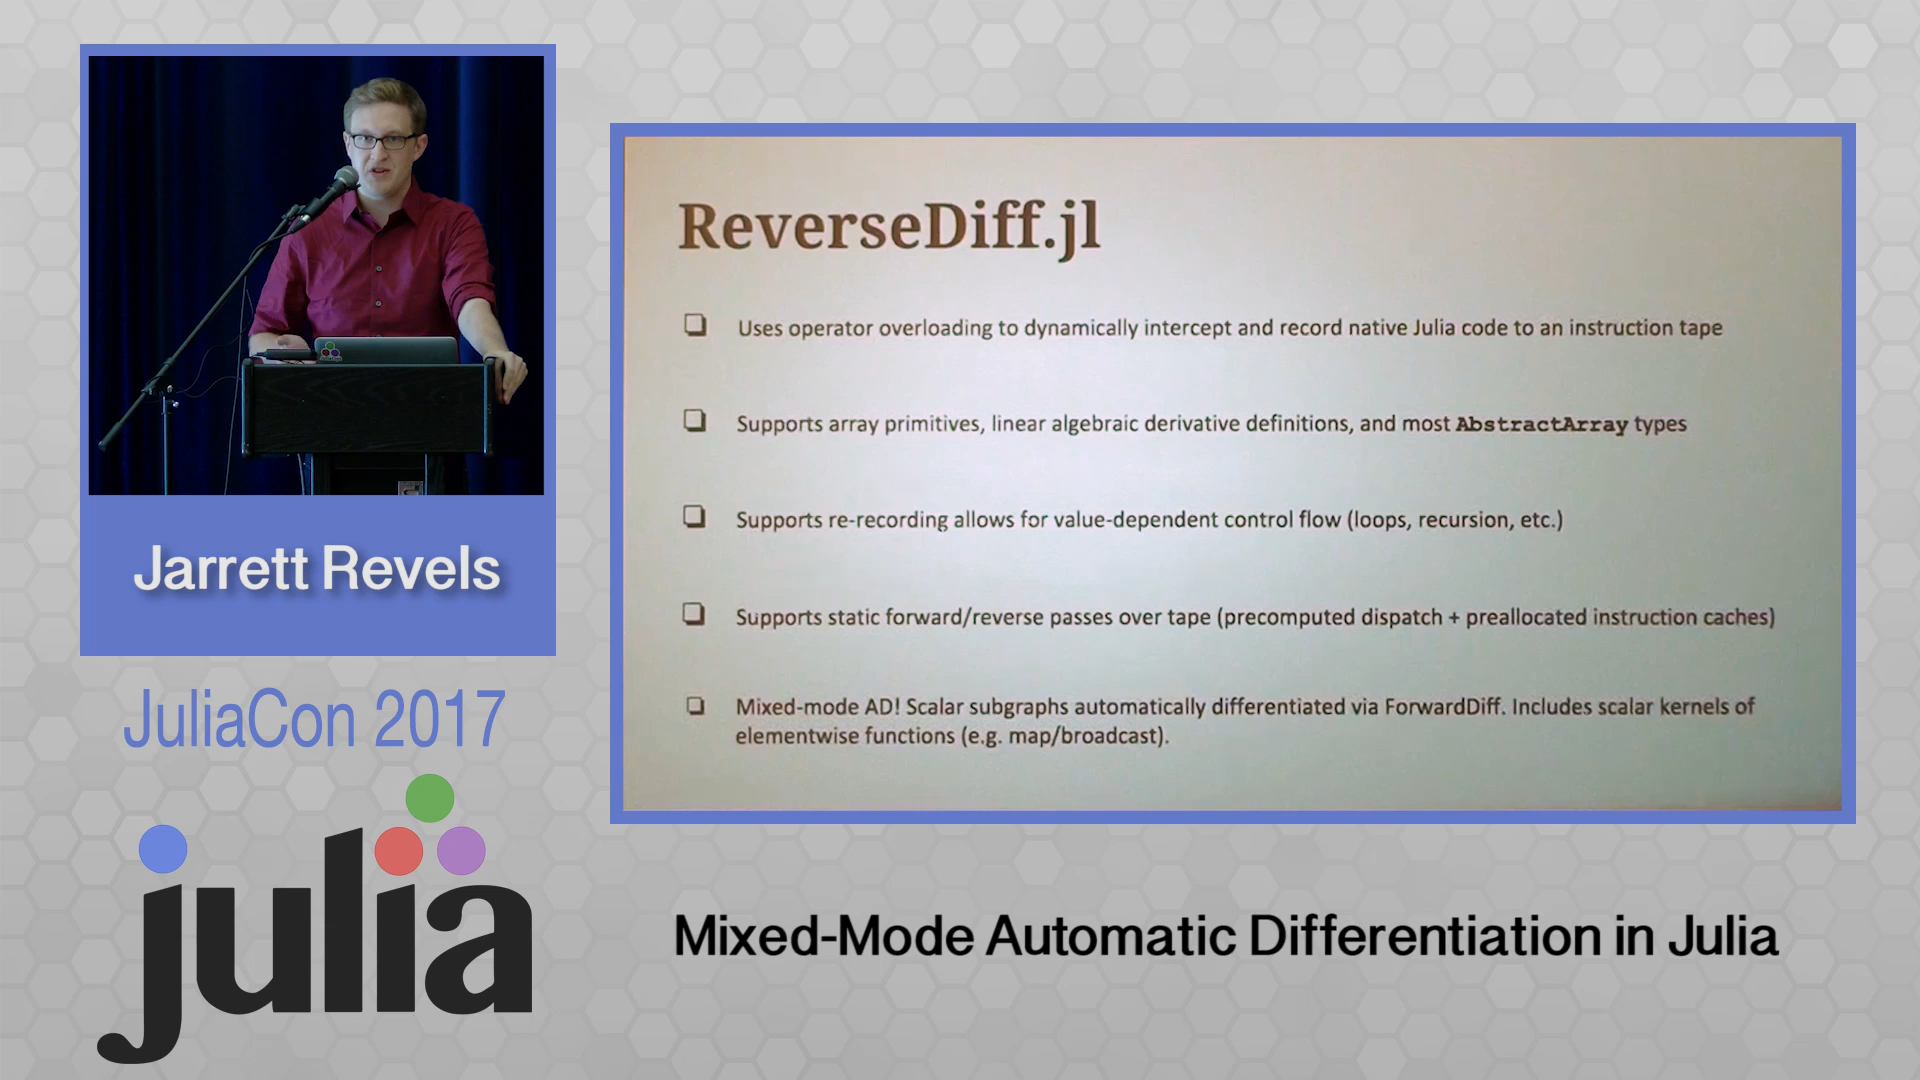 Jarrett Revels
JuliaCon 2017
julia
ReverseDiff.jl
Uses operator overloading to dynamically intercept and record native Julia code to an instruction tape
Supports array primitives, linear algebraic derivative definitions, and most AbstractArray types
Supports re-recording allows for value-dependent control flow (loops, recursion, etc.)
Supports static forward/reverse passes over tape (precomputed dispatch + preallocated instruction caches)
Mixed-mode AD! Scalar subgraphs automatically differentiated via ForwardDiff. Includes scalar kernels of
elementwise functions (e.g. map/broadcast).
Mixed-Mode Automatic Differentiation in Julia